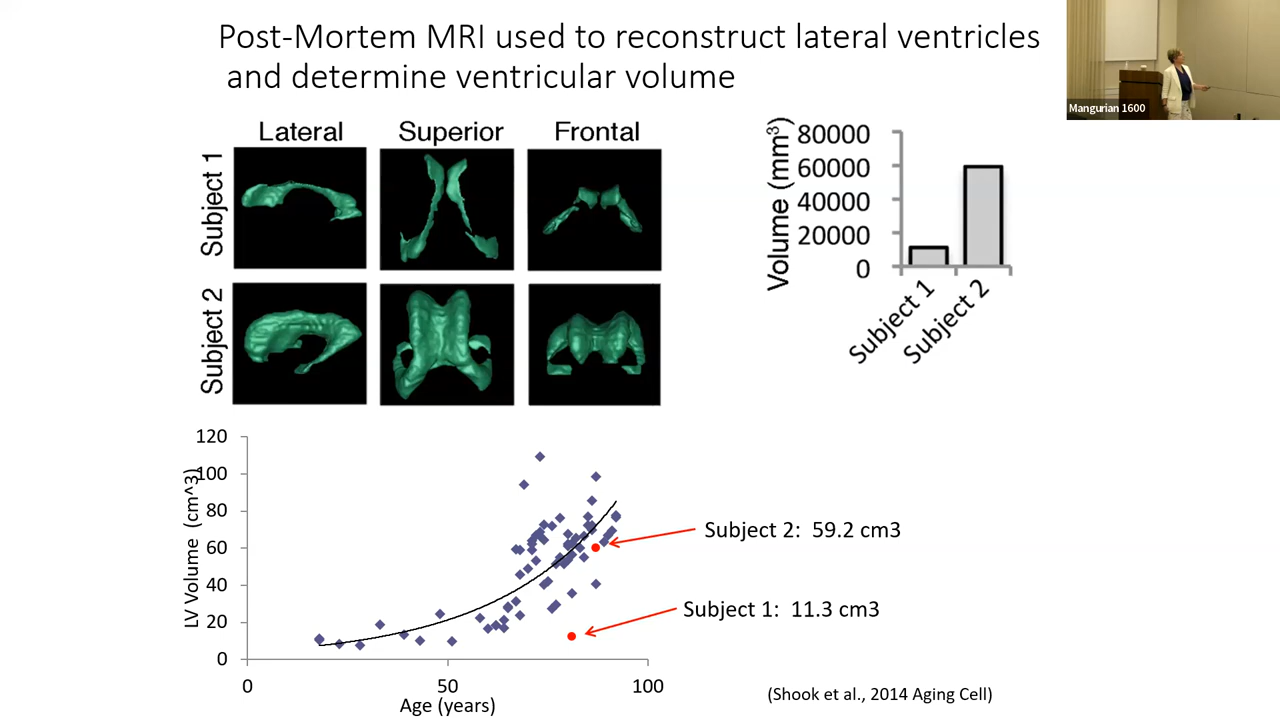 Post-Mortem MRI used to reconstruct lateral ventricles
and determine ventricular volume
Mangurian 1600
Lateral
Superior
Frontal
Subject 1
Subject 2
Volume (mm³)
80000
60000
40000
20000
0
Subject 1
Subject 2
LV Volume (cm^3)
120
100
80
60
40
20
0
0
50
100
Age (years)
Subject 2: 59.2 cm3
Subject 1: 11.3 cm3
(Shook et al., 2014 Aging Cell)